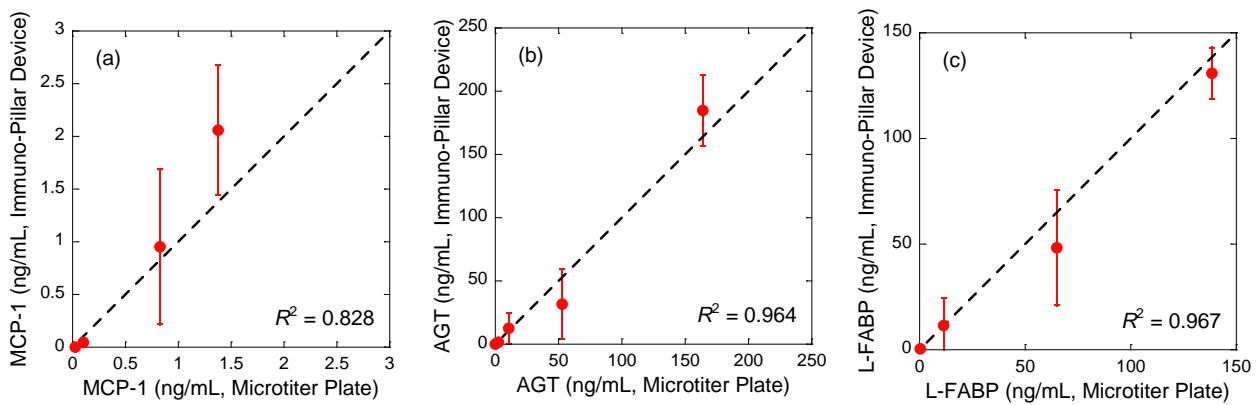 (a)
MCP-1 (ng/mL, Immuno-Pillar Device)
3
2.5
2
1.5
1
0.5
0
0 0.5 1 1.5 2 2.5 3
R² = 0.828
MCP-1 (ng/mL, Microtiter Plate)
(b)
AGT (ng/mL, Immuno-Pillar Device)
250
200
150
100
50
0
0 50 100 150 200 250
R² = 0.964
AGT (ng/mL, Microtiter Plate)
(c)
L-FABP (ng/mL, Immuno-Pillar Device)
150
100
50
0
0 50 100 150
R² = 0.967
L-FABP (ng/mL, Microtiter Plate)